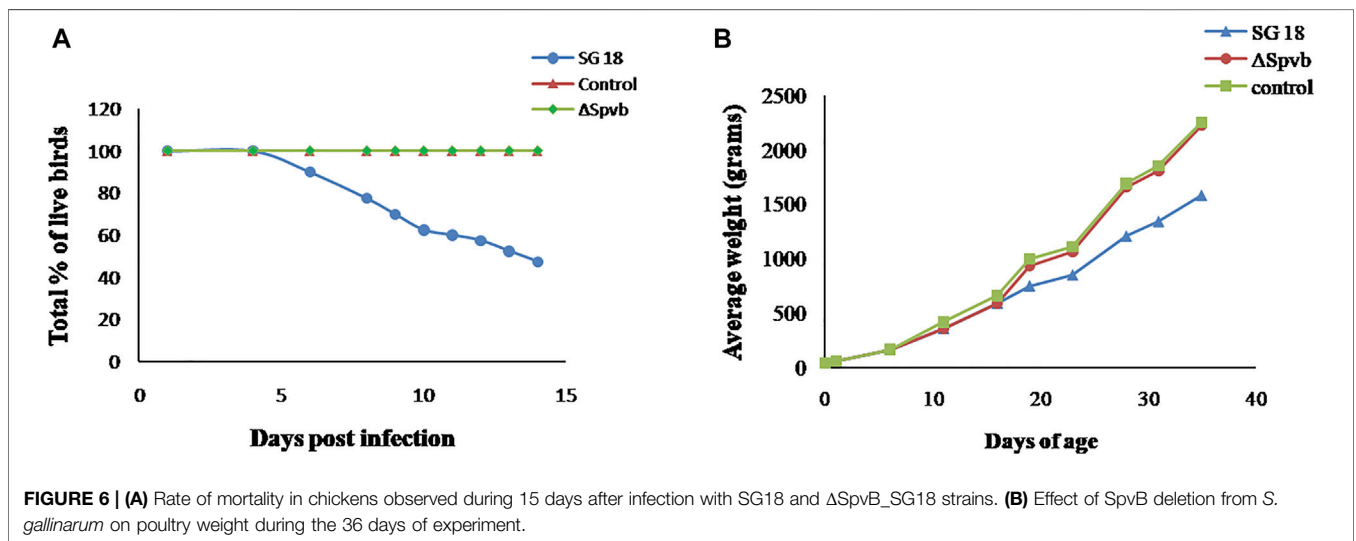 A
SG 18
Control
ΔSpvb
120
100
80
60
40
20
0
0 5 10 15
Total % of live birds
Days post infection
B
SG 18
ΔSpvb
control
2500
2000
1500
1000
500
0
0 10 20 30 40
Average weight (grams)
Days of age
FIGURE 6 | (A) Rate of mortality in chickens observed during 15 days after infection with SG18 and ΔSpvB_SG18 strains. (B) Effect of SpvB deletion from S.
gallinarum on poultry weight during the 36 days of experiment.